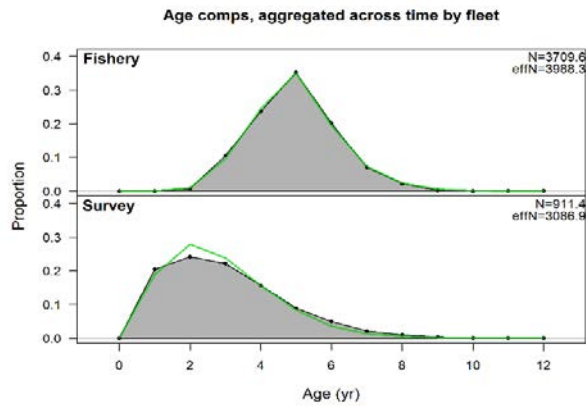 Age comps, aggregated across time by fleet
Fishery
N=3709.6
effN=3988.3
0.4
0.3
0.2
0.1
0.0
Proportion
Survey
N=911.4
effN=3086.9
0.4
0.3
0.2
0.1
0.0
0 2 4 6 8 10 12
Age (yr)